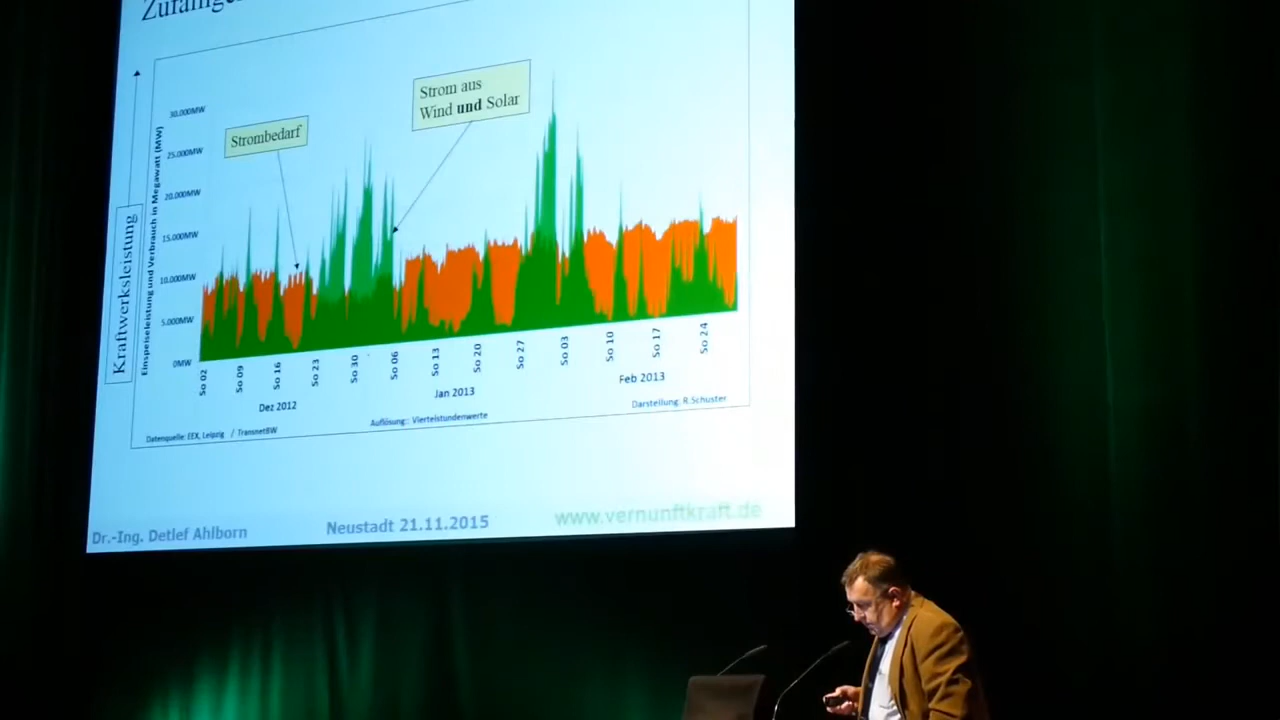 Strom aus
Wind und Solar
Strombedarf
30.000MW
25.000MW
20.000MW
15.000MW
10.000MW
5.000MW
0MW
Kraftwerksleistung
Einspeiseleistung und Verbrauch in Megawatt (MW)
So 02
So 09
So 16
So 23
So 30
So 06
So 13
So 20
So 27
So 03
So 10
So 17
So 24
Dez 2012
Jan 2013
Feb 2013
Datenquelle: EEX, Leipzig / TransnetBW
Auflösung:: Viertelstundenwerte
Darstellung: R.Schuster
Dr.-Ing. Detlef Ahlborn
Neustadt 21.11.2015
www.vernunftkraft.de